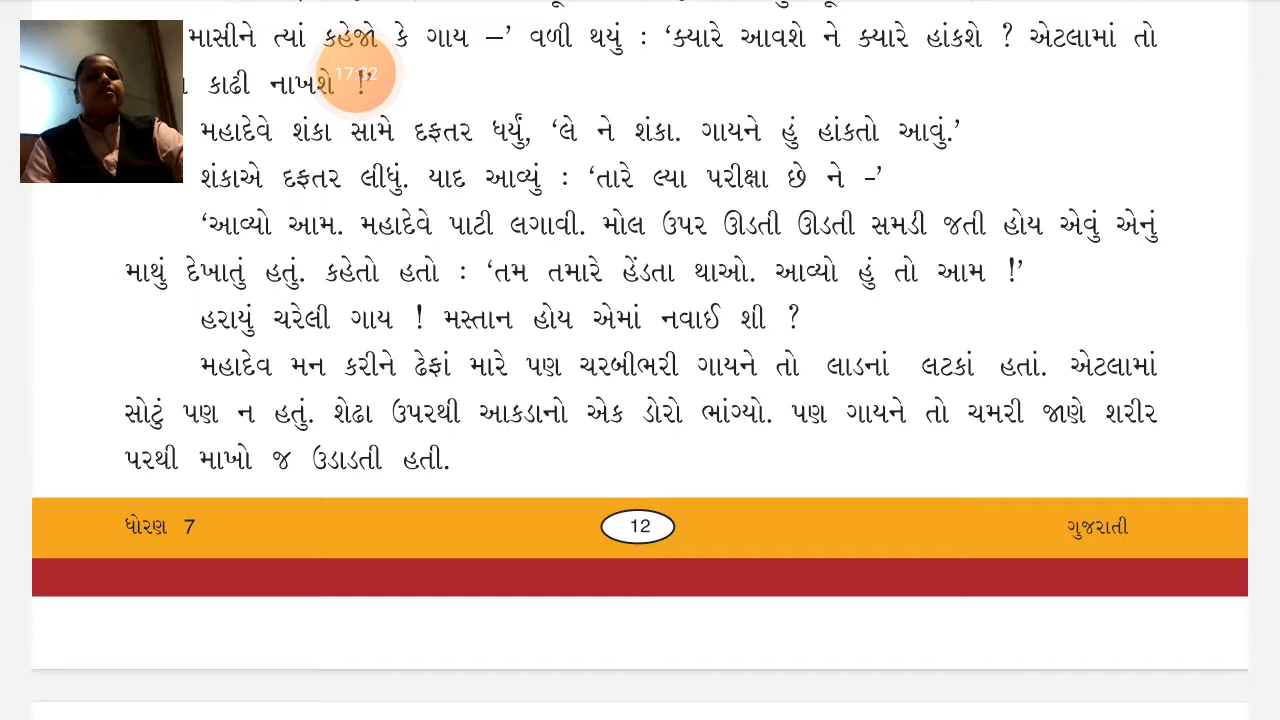 માસીને ત્યાં કહેજો કે ગાય –’ વળી થયું : ‘ક્યારે આવશે ને ક્યારે હાંકશે ? એટલામાં તો
કાઢી નાખશે !’
17:32
મહાદેવે શંકા સામે દફતર ધર્યું, ‘લે ને શંકા. ગાયને હું હાંકતો આવું.’
શંકાએ દફતર લીધું. યાદ આવ્યું : ‘તારે લ્યા પરીક્ષા છે ને –’
‘આવ્યો આમ. મહાદેવે પાટી લગાવી. મોલ ઉપર ઊડતી ઊડતી સમડી જતી હોય એવું એનું
માથું દેખાતું હતું. કહેતો હતો : ‘તમ તમારે હેંડતા થાઓ. આવ્યો હું તો આમ !’
હરાયું ચરેલી ગાય ! મસ્તાન હોય એમાં નવાઈ શી ?
મહાદેવ મન કરીને ઢેફાં મારે પણ ચરબીભરી ગાયને તો લાડનાં લટકાં હતાં. એટલામાં
સોટું પણ ન હતું. શેઢા ઉપરથી આકડાનો એક ડોરો ભાંગ્યો. પણ ગાયને તો ચમરી જાણે શરીર
પરથી માખો જ ઉડાડતી હતી.
ધોરણ 7
12
ગુજરાતી